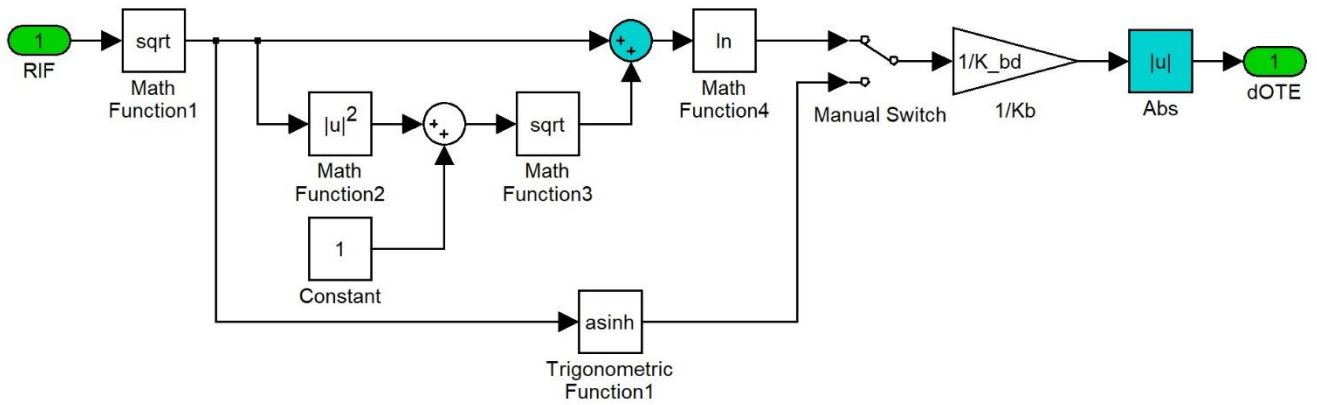 1
RIF
sqrt
Math
Function1
|u|²
Math
Function2
+
+
1
Constant
sqrt
Math
Function3
+
+
ln
Math
Function4
asinh
Trigonometric
Function1
Manual Switch
1/K_bd
1/Kb
|u|
Abs
1
dOTE